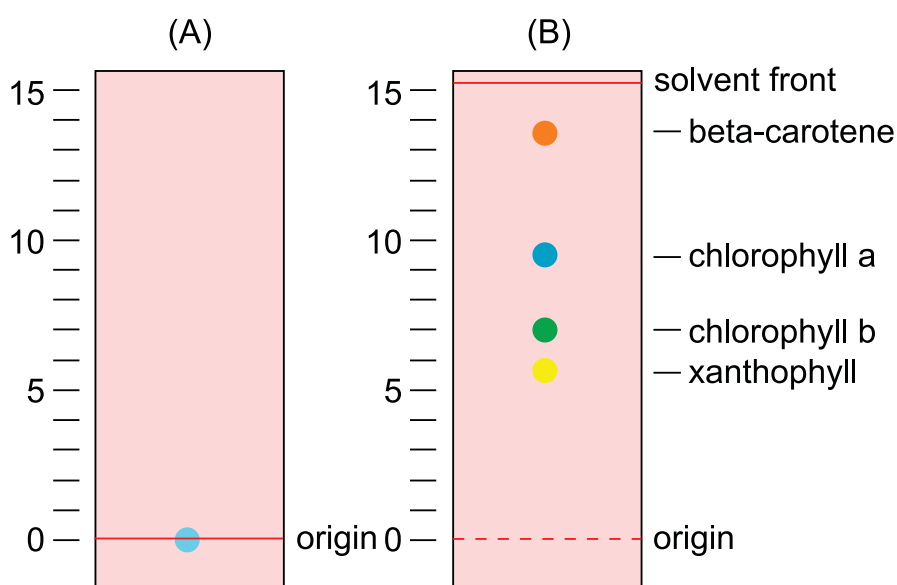 (A)
(B)
15
10
5
0
origin
15
10
5
0
solvent front
beta-carotene
chlorophyll a
chlorophyll b
xanthophyll
origin